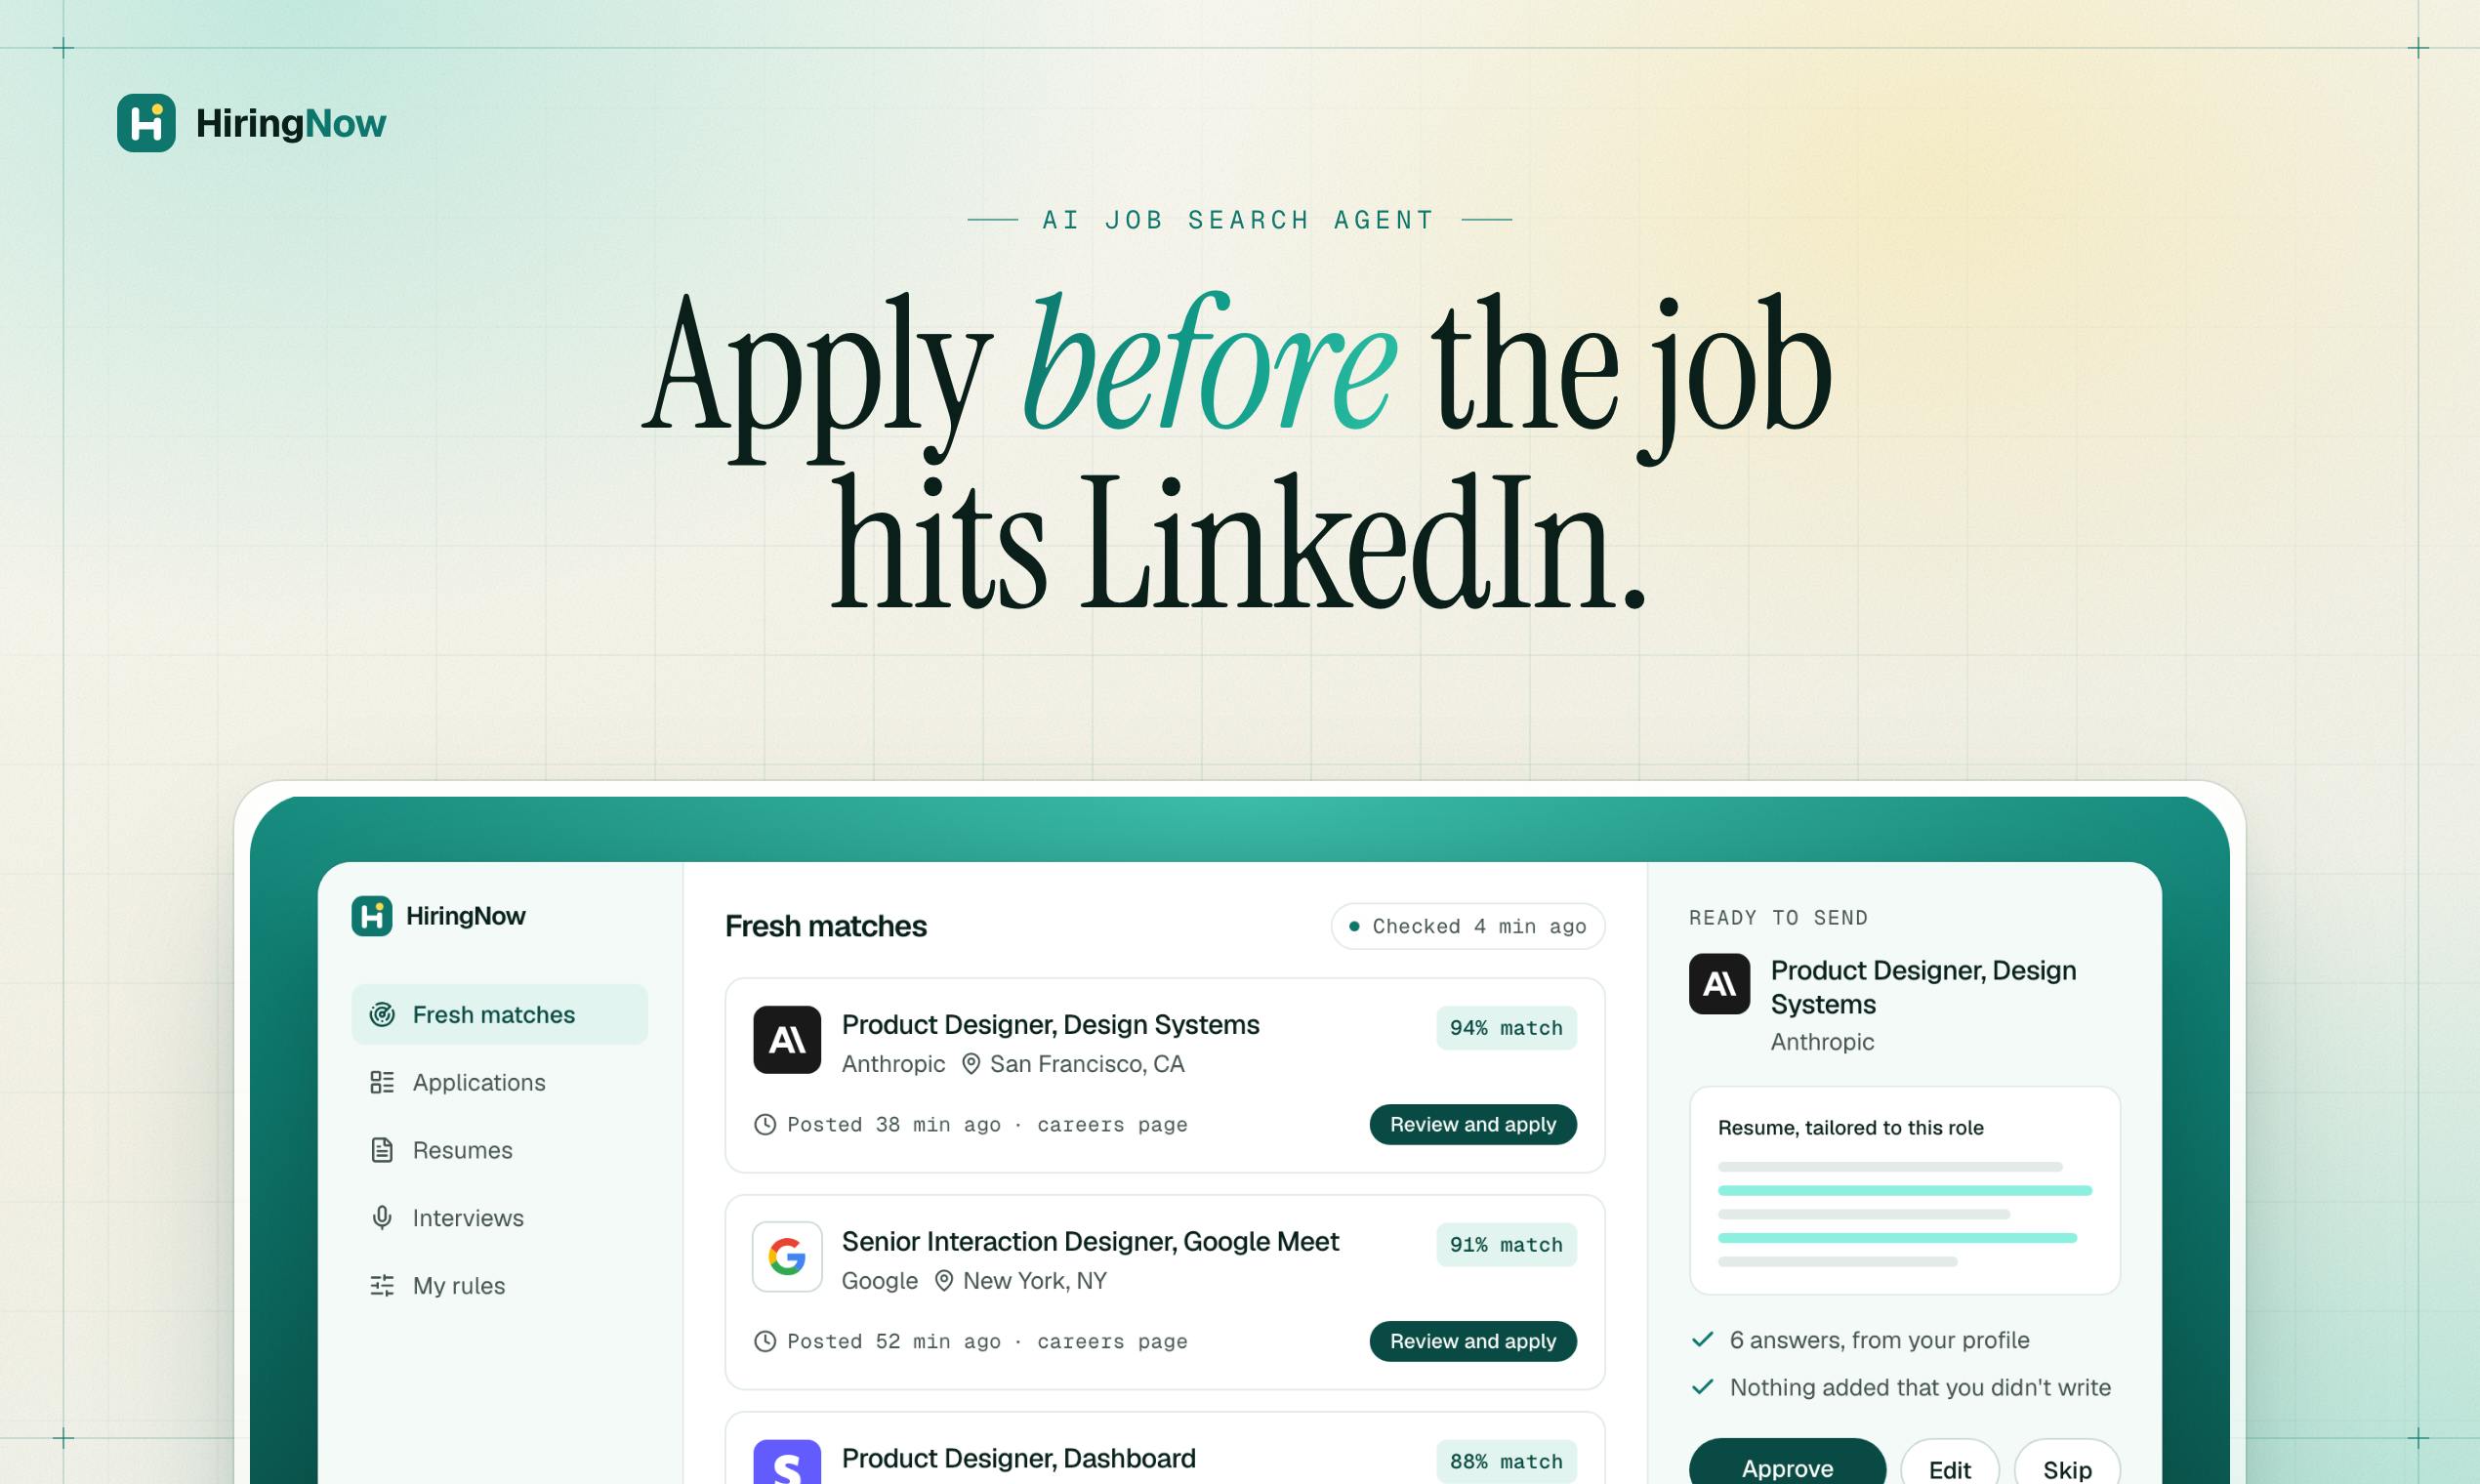 HiringNow
AI JOB SEARCH AGENT
Apply before the job
hits LinkedIn.
HiringNow
Fresh matches
Applications
Resumes
Interviews
My rules
Fresh matches
Checked 4 min ago
Product Designer, Design Systems
94% match
Anthropic San Francisco, CA
Posted 38 min ago · careers page
Review and apply
Senior Interaction Designer, Google Meet
91% match
Google New York, NY
Posted 52 min ago · careers page
Review and apply
Product Designer, Dashboard
88% match
READY TO SEND
Product Designer, Design
Systems
Anthropic
Resume, tailored to this role
6 answers, from your profile
Nothing added that you didn't write
Approve
Edit
Skip